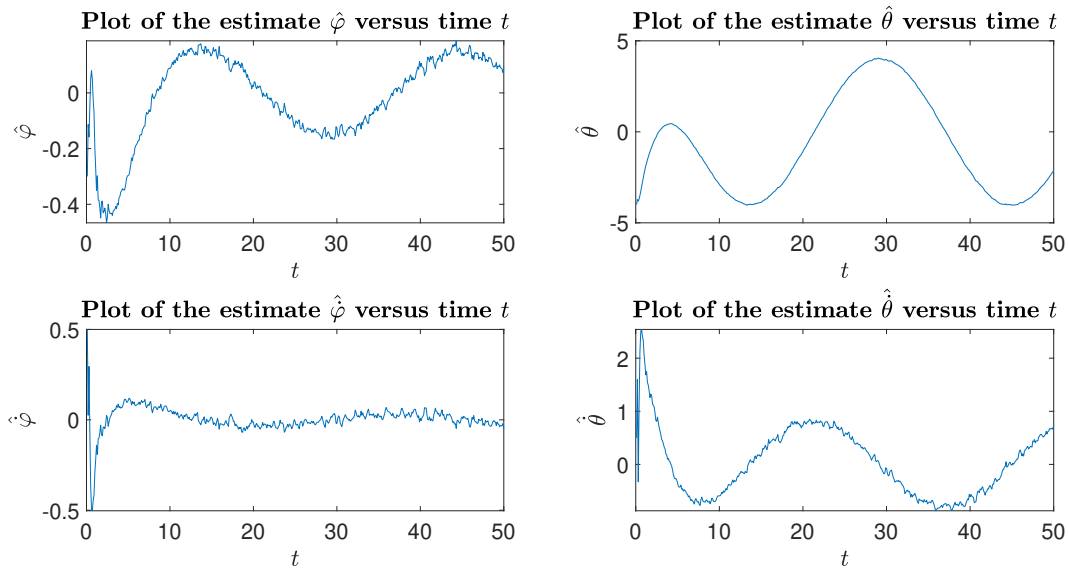 Plot of the estimate φ̂ versus time t
0
-0.2
-0.4
φ̂
0 10 20 30 40 50
t
Plot of the estimate θ̂ versus time t
5
0
-5
θ̂
0 10 20 30 40 50
t
Plot of the estimate φ̇̂ versus time t
0.5
0
-0.5
φ̇̂
0 10 20 30 40 50
t
Plot of the estimate θ̇̂ versus time t
2
1
0
θ̇̂
0 10 20 30 40 50
t